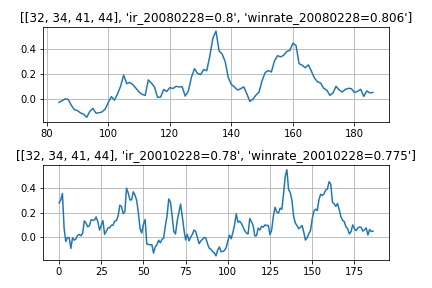 [[32, 34, 41, 44], 'ir_20080228=0.8', 'winrate_20080228=0.806']
0.4
0.2
0.0
80 100 120 140 160 180
[[32, 34, 41, 44], 'ir_20010228=0.78', 'winrate_20010228=0.775']
0.4
0.2
0.0
0 25 50 75 100 125 150 175